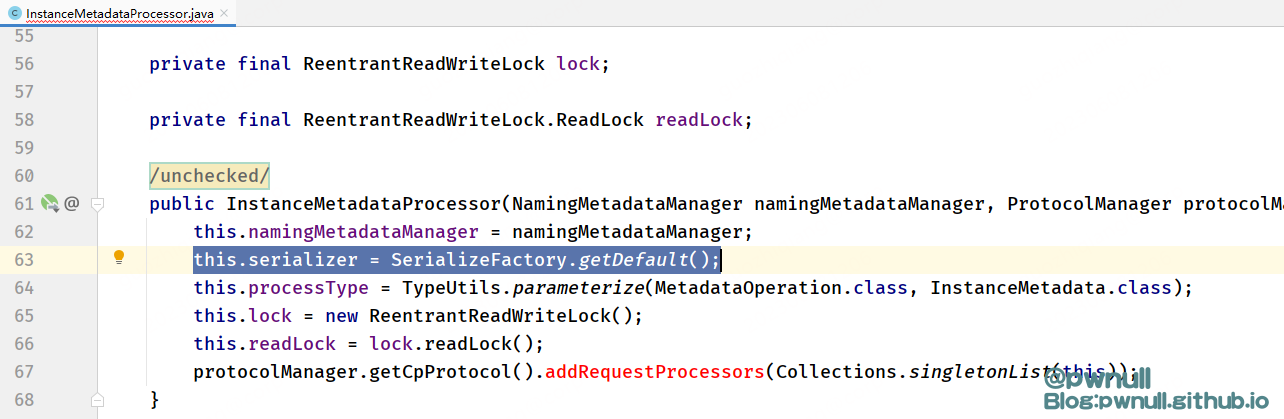 InstanceMetadataProcessor.java
55
56 private final ReentrantReadWriteLock lock;
57
58 private final ReentrantReadWriteLock.ReadLock readLock;
59
60 /unchecked/
61 @ public InstanceMetadataProcessor(NamingMetadataManager namingMetadataManager, ProtocolManager protocolMa
62 this.namingMetadataManager = namingMetadataManager;
63 this.serializer = SerializeFactory.getDefault();
64 this.processType = TypeUtils.parameterize(MetadataOperation.class, InstanceMetadata.class);
65 this.lock = new ReentrantReadWriteLock();
66 this.readLock = lock.readLock();
67 protocolManager.getCpProtocol().addRequestProcessors(Collections.singletonList(this));
68 }
@pwnull
Blog:pwnull.github.io